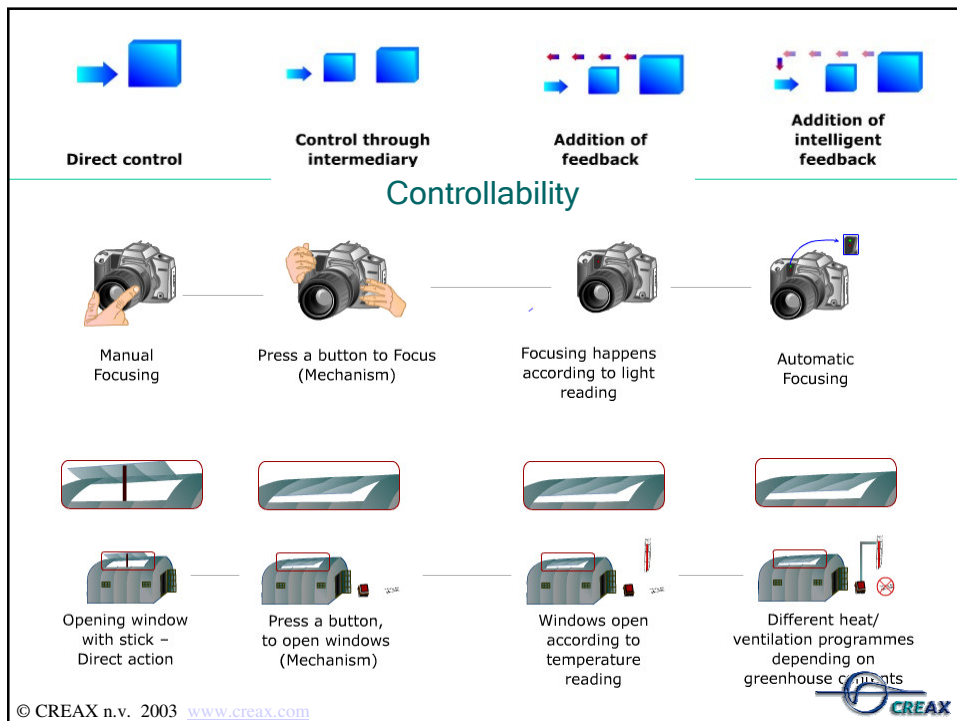 Direct control
Control through
intermediary
Addition of
feedback
Addition of
intelligent
feedback
Controllability
Manual
Focusing
Press a button to Focus
(Mechanism)
Focusing happens
according to light
reading
Automatic
Focusing
Opening window
with stick –
Direct action
Press a button,
to open windows
(Mechanism)
Windows open
according to
temperature
reading
Different heat/
ventilation programmes
depending on
greenhouse contents
© CREAX n.v. 2003 www.creax.com
CREAX